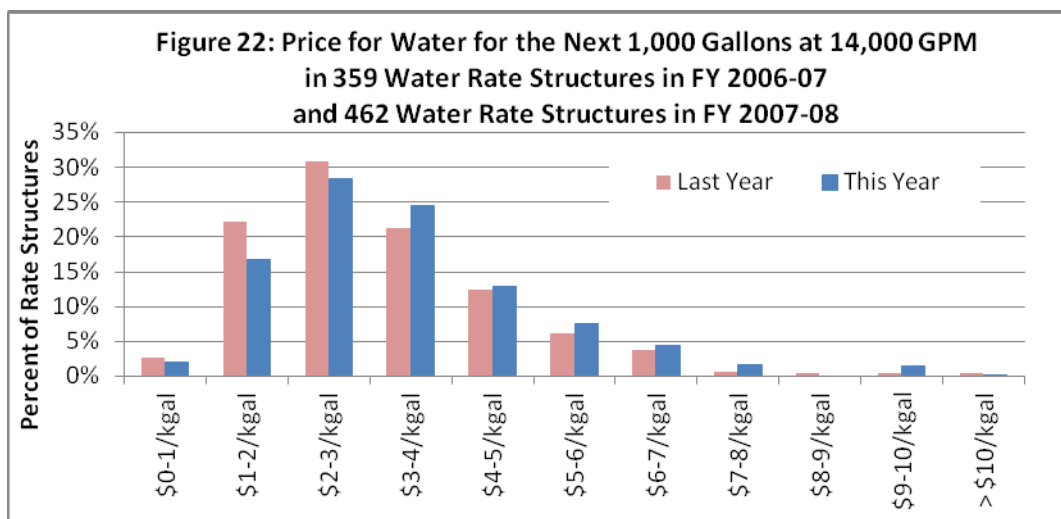 Figure 22: Price for Water for the Next 1,000 Gallons at 14,000 GPM
in 359 Water Rate Structures in FY 2006-07
and 462 Water Rate Structures in FY 2007-08
Percent of Rate Structures
35%
30%
25%
20%
15%
10%
5%
0%
Last Year
This Year
$0-1/kgal
$1-2/kgal
$2-3/kgal
$3-4/kgal
$4-5/kgal
$5-6/kgal
$6-7/kgal
$7-8/kgal
$8-9/kgal
$9-10/kgal
> $10/kgal